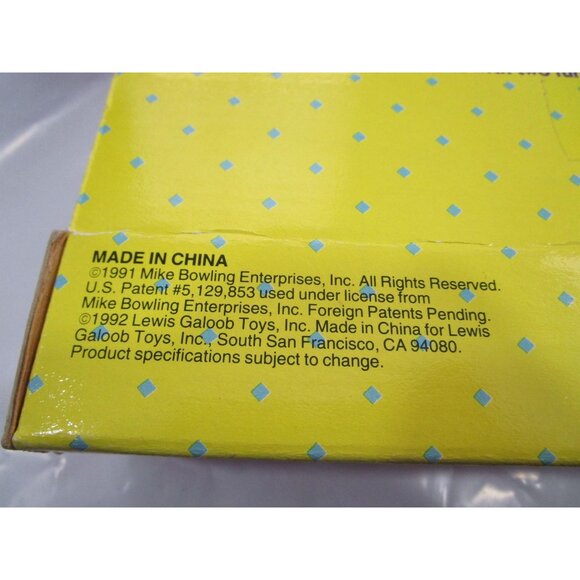 MADE IN CHINA
©1991 Mike Bowling Enterprises, Inc. All Rights Reserved.
U.S. Patent #5,129,853 used under license from
Mike Bowling Enterprises, Inc. Foreign Patents Pending.
©1992 Lewis Galoob Toys, Inc. Made in China for Lewis
Galoob Toys, Inc., South San Francisco, CA 94080.
Product specifications subject to change.